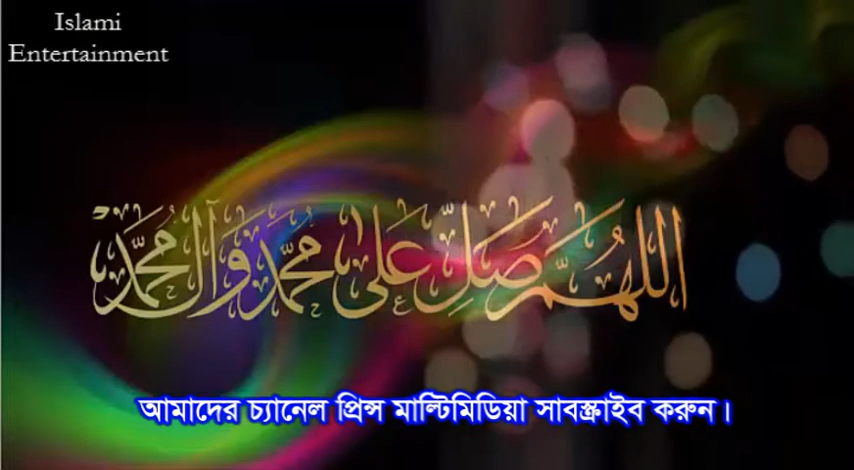 Islami
Entertainment
اللهم صل على محمد وآل محمد
আমাদের চ্যানেল প্রিন্স মাল্টিমিডিয়া সাবস্ক্রাইব করুন।